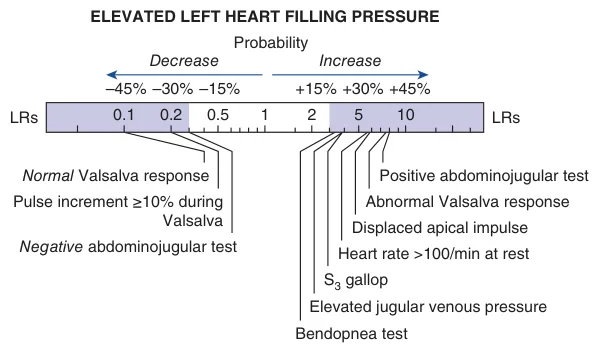 ELEVATED LEFT HEART FILLING PRESSURE
Probability
Decrease Increase
–45% –30% –15% +15% +30% +45%
LRs 0.1 0.2 0.5 1 2 5 10 LRs
Normal Valsalva response
Pulse increment ≥10% during
Valsalva
Negative abdominojugular test
Positive abdominojugular test
Abnormal Valsalva response
Displaced apical impulse
Heart rate >100/min at rest
S3 gallop
Elevated jugular venous pressure
Bendopnea test